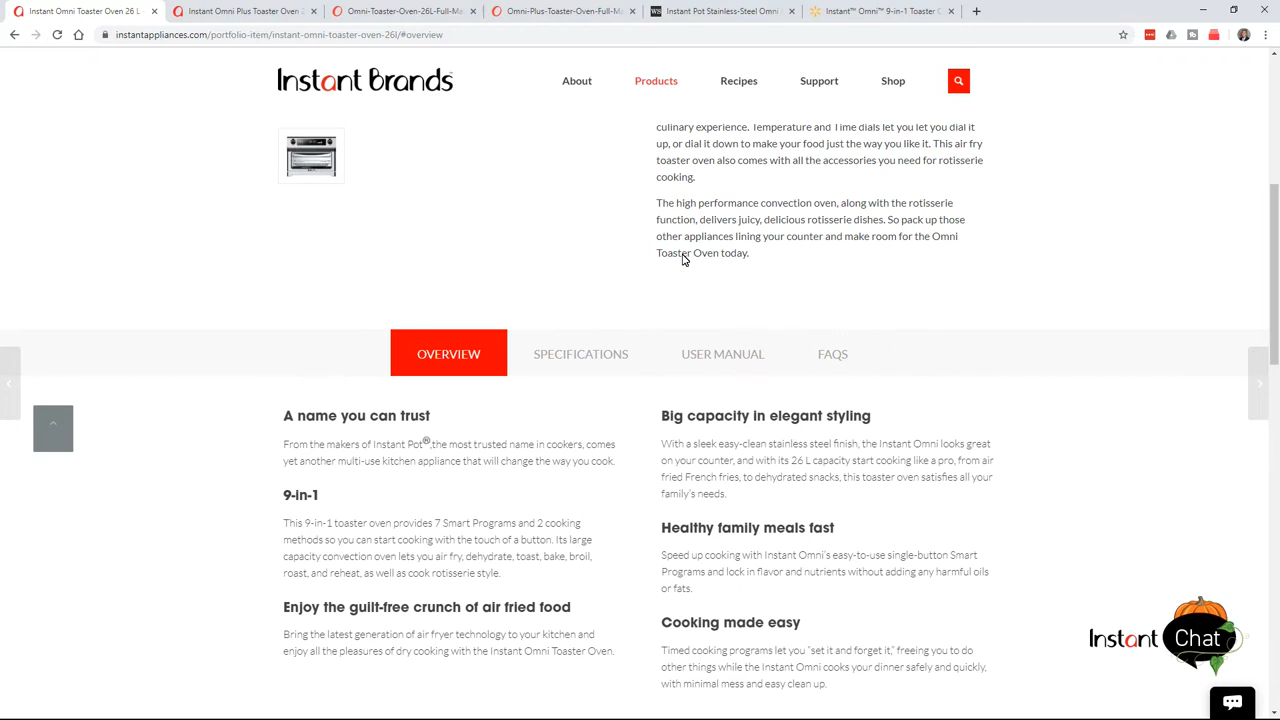 Instant Omni Toaster Oven 26 L -
Instant Omni Plus Toaster Oven 2
Omni-Toaster-Oven-26L-Full-Ma
Omni-Plus-Toaster-Oven-Full-Ma
WS
Instant Pot Stainless-Steel Omni
Instant™ Omni™ 9-in-1 Toaster O
instantappliances.com/portfolio-item/instant-omni-toaster-oven-26l/#overview
Instant Brands
About
Products
Recipes
Support
Shop
culinary experience. Temperature and Time dials let you let you dial it
up, or dial it down to make your food just the way you like it. This air fry
toaster oven also comes with all the accessories you need for rotisserie
cooking.
The high performance convection oven, along with the rotisserie
function, delivers juicy, delicious rotisserie dishes. So pack up those
other appliances lining your counter and make room for the Omni
Toaster Oven today.
OVERVIEW
SPECIFICATIONS
USER MANUAL
FAQS
A name you can trust
From the makers of Instant Pot®,the most trusted name in cookers, comes
yet another multi-use kitchen appliance that will change the way you cook.
9-in-1
This 9-in-1 toaster oven provides 7 Smart Programs and 2 cooking
methods so you can start cooking with the touch of a button. Its large
capacity convection oven lets you air fry, dehydrate, toast, bake, broil,
roast, and reheat, as well as cook rotisserie style.
Enjoy the guilt-free crunch of air fried food
Bring the latest generation of air fryer technology to your kitchen and
enjoy all the pleasures of dry cooking with the Instant Omni Toaster Oven.
Big capacity in elegant styling
With a sleek easy-clean stainless steel finish, the Instant Omni looks great
on your counter, and with its 26 L capacity start cooking like a pro, from air
fried French fries, to dehydrated snacks, this toaster oven satisfies all your
family's needs.
Healthy family meals fast
Speed up cooking with Instant Omni's easy-to-use single-button Smart
Programs and lock in flavor and nutrients without adding any harmful oils
or fats.
Cooking made easy
Timed cooking programs let you "set it and forget it," freeing you to do
other things while the Instant Omni cooks your dinner safely and quickly,
with minimal mess and easy clean up.
Instant Chat